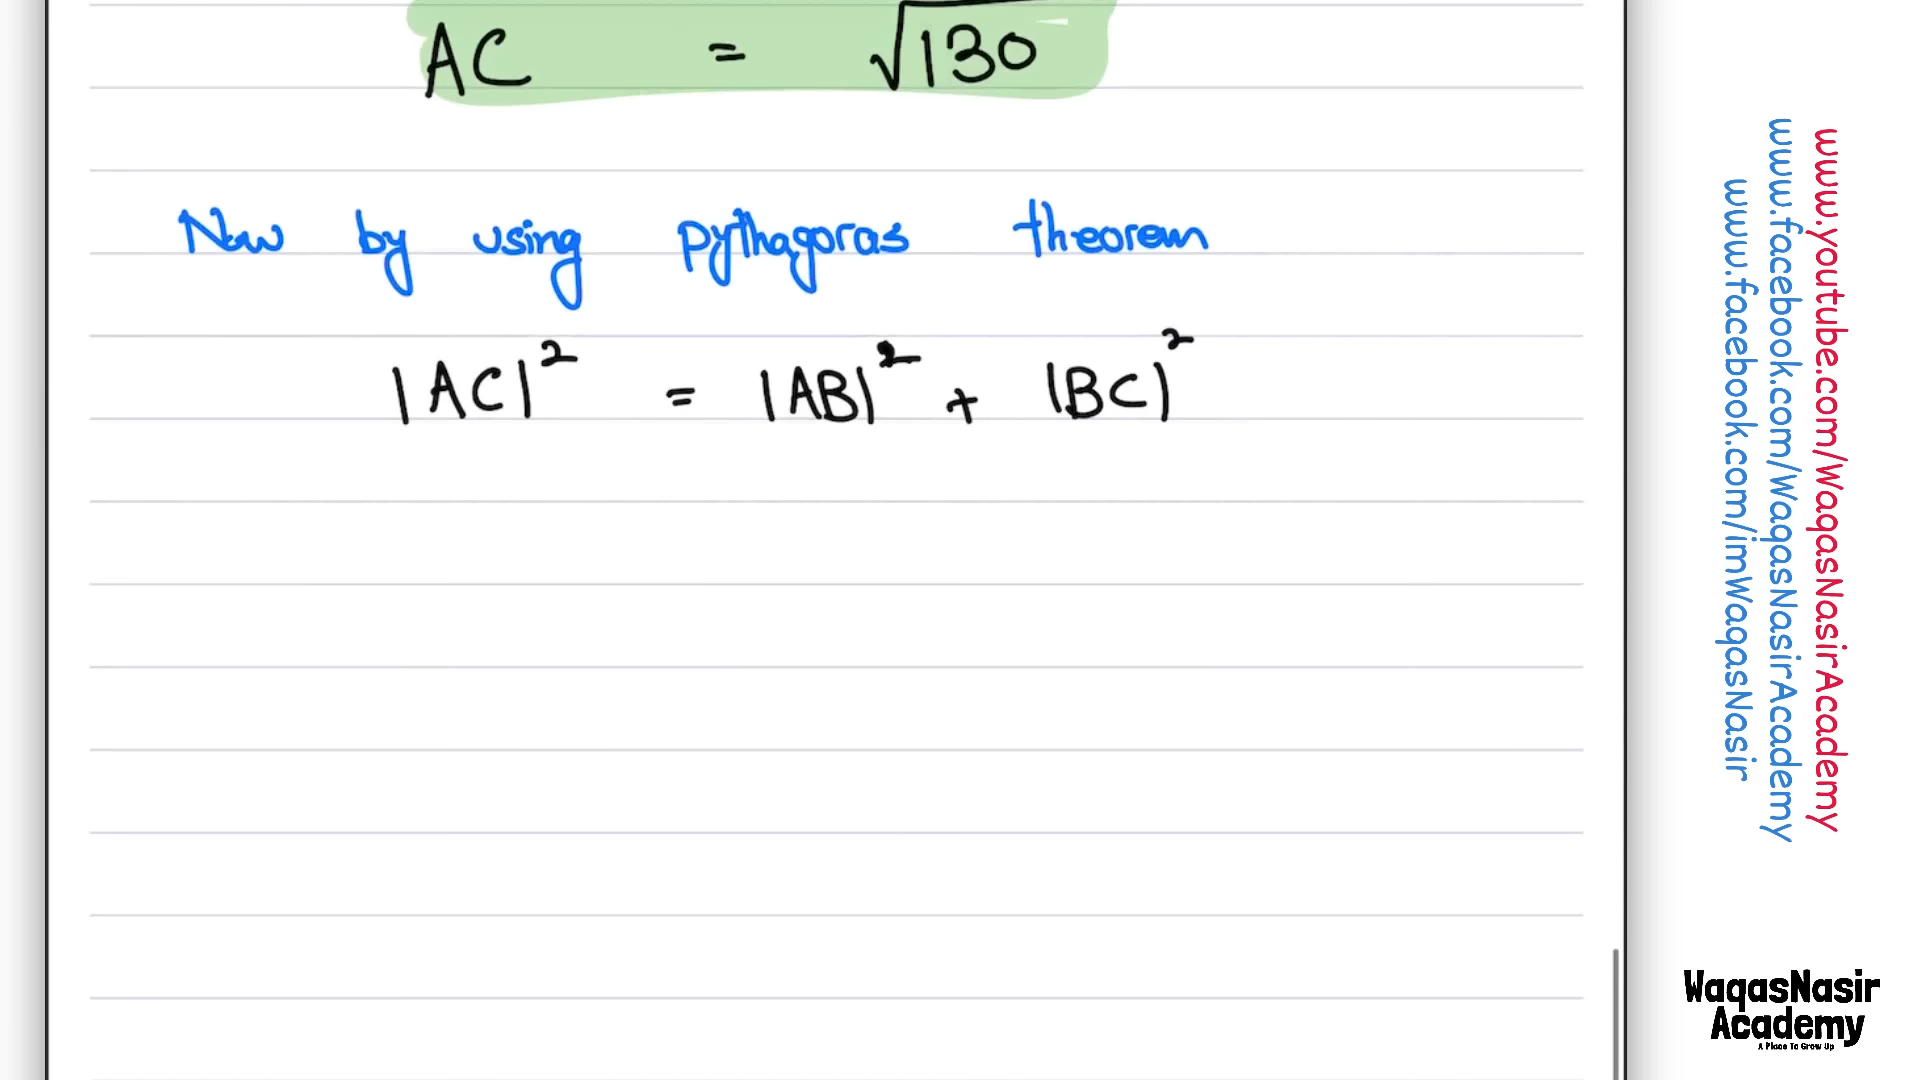 AC = √130
Now by using pythagoras theorem
|AC|² = |AB|² + |BC|²
www.youtube.com/WaqasNasirAcademy
www.facebook.com/WaqasNasirAcademy
www.facebook.com/imWaqasNasir
WaqasNasir
Academy
A Place To Grow Up